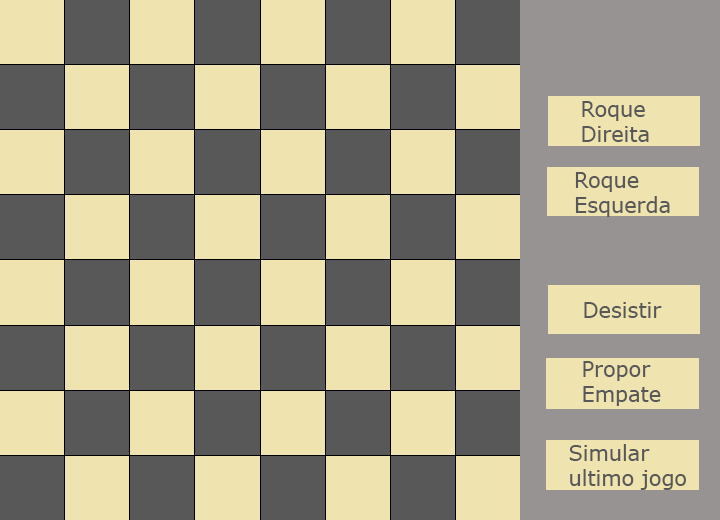 Roque
Direita
Roque
Esquerda
Desistir
Propor
Empate
Simular
ultimo jogo